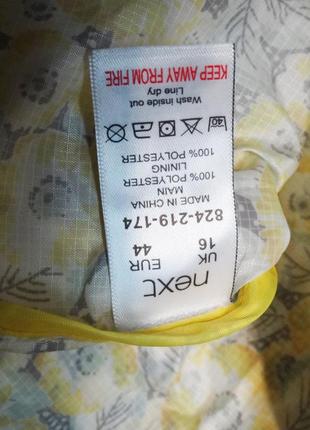 next
UK EUR
16 44
824-219-174
MADE IN CHINA
MAIN
100% POLYESTER
LINING
100% POLYESTER
40
Wash inside out
Line dry
KEEP AWAY FROM FIRE